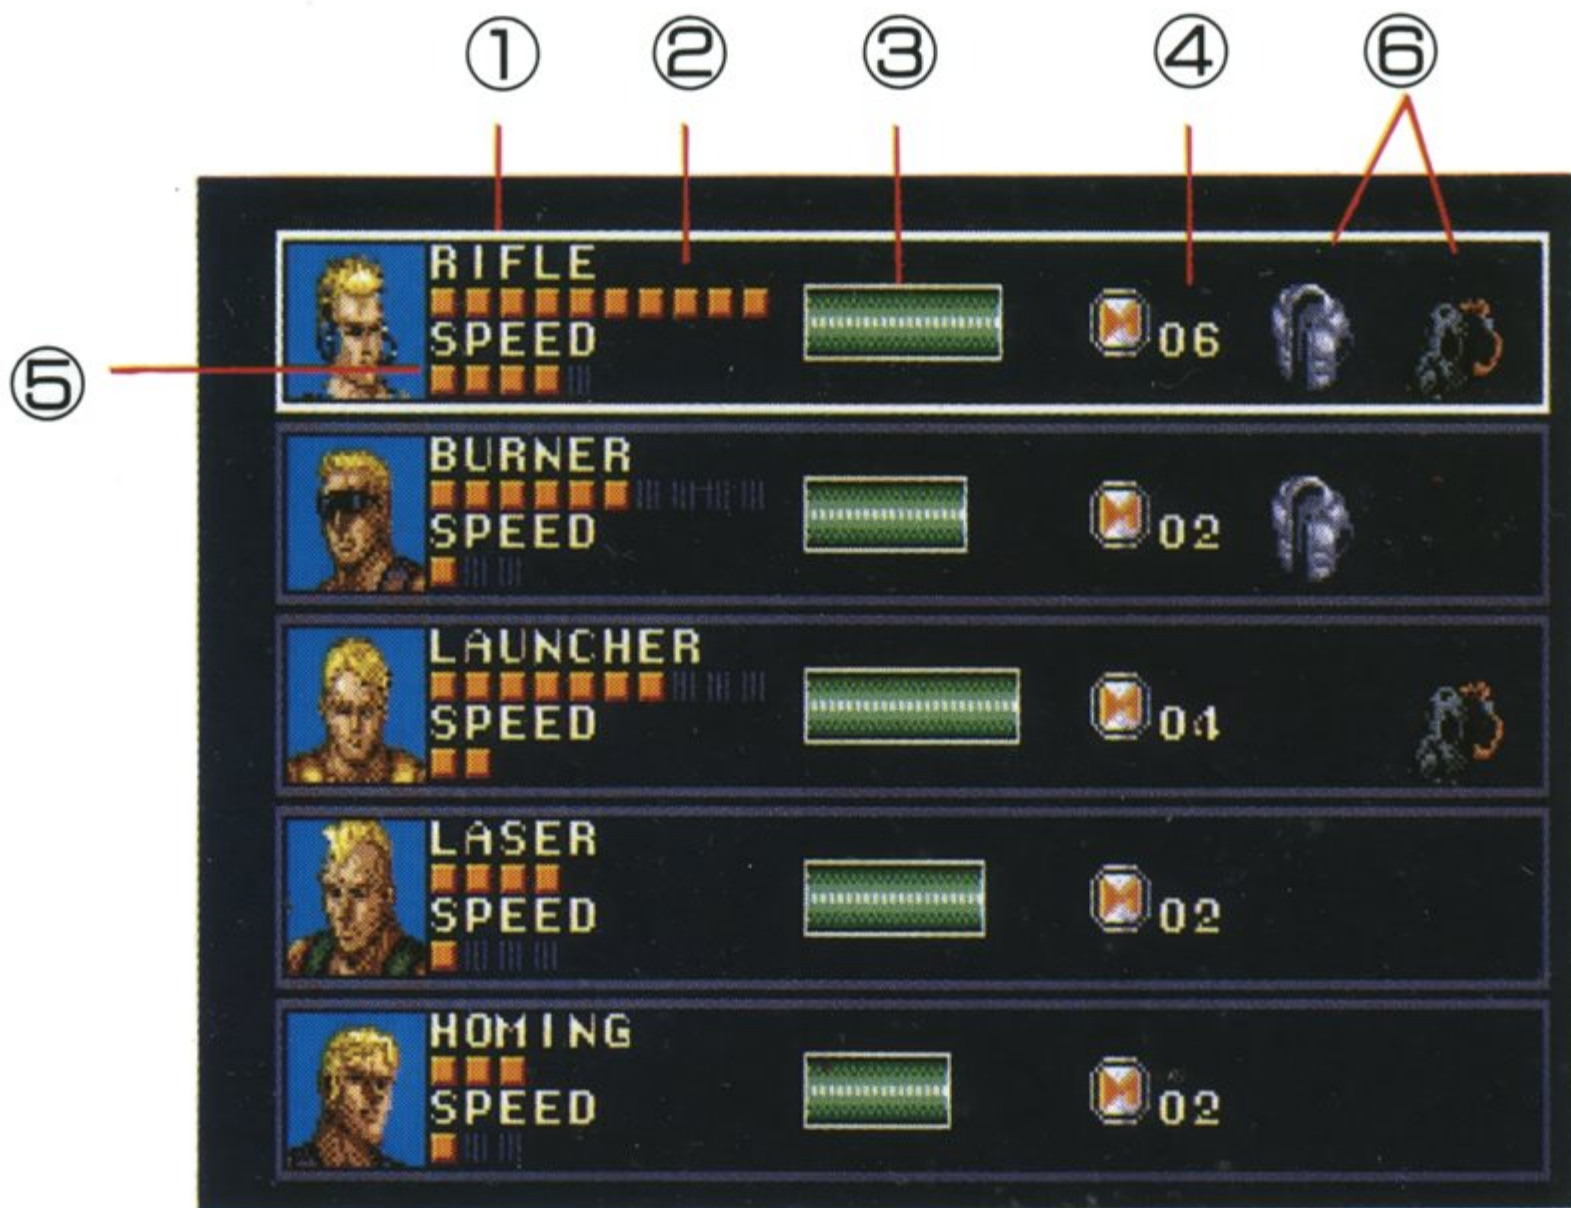 ① ② ③ ④ ⑥
⑤
RIFLE
SPEED
06
BURNER
SPEED
02
LAUNCHER
SPEED
04
LASER
SPEED
02
HOMING
SPEED
02